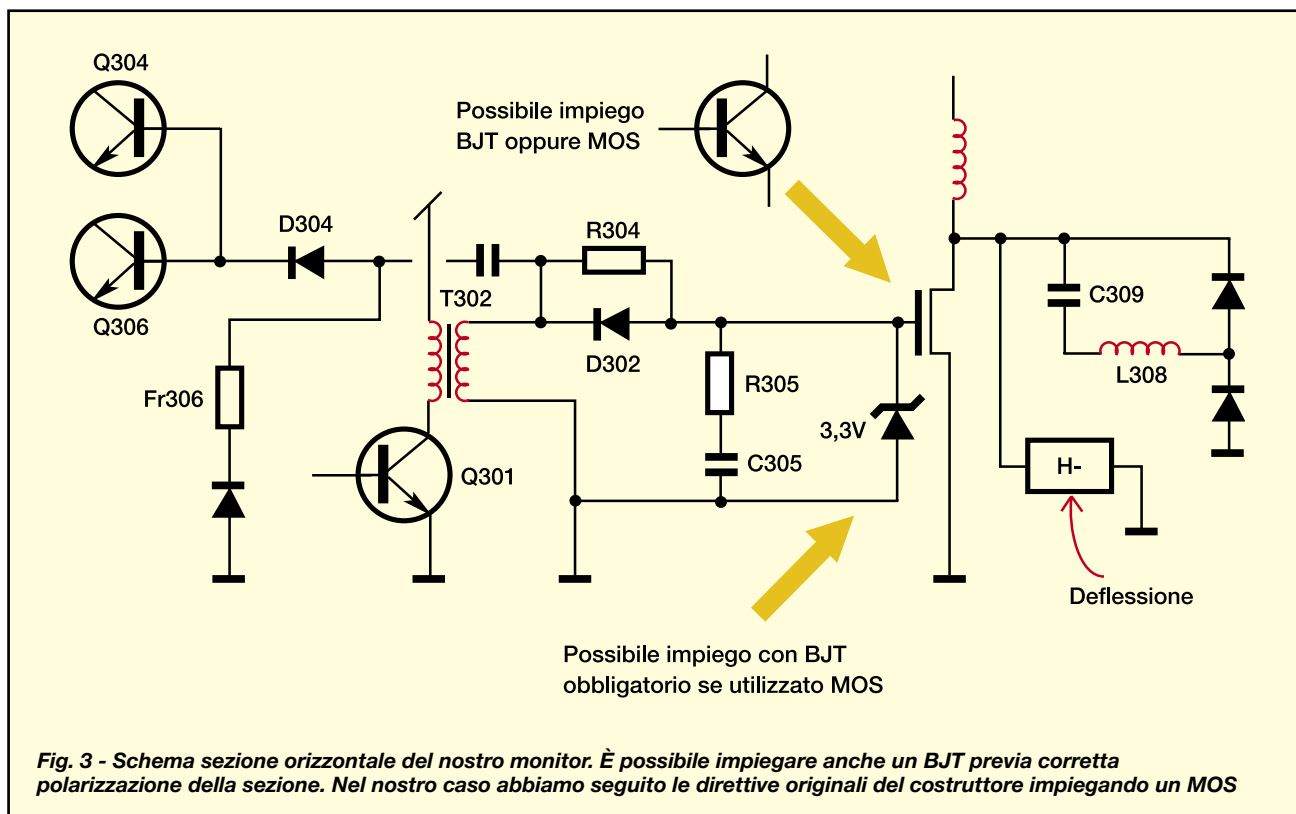 Q304
Possibile impiego
BJT oppure MOS
D304
R304
Q306
T302
C309
D302
L308
Fr306
R305
3,3V
C305
Q301
H-
Deflessione
Possibile impiego con BJT
obbligatorio se utilizzato MOS
Fig. 3 - Schema sezione orizzontale del nostro monitor. È possibile impiegare anche un BJT previa corretta
polarizzazione della sezione. Nel nostro caso abbiamo seguito le direttive originali del costruttore impiegando un MOS